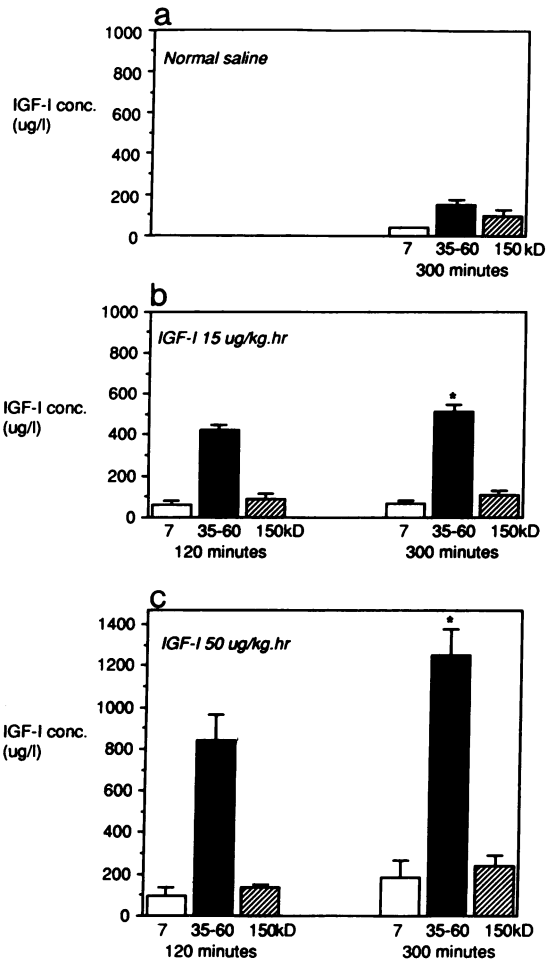 a
1000
Normal saline
800
IGF-I conc.
(ug/l)
600
400
200
0
7 35-60 150 kD
300 minutes
b
1000
IGF-I 15 ug/kg.hr
800
600
*
IGF-I conc.
(ug/l)
400
200
0
7 35-60 150kD 7 35-60 150kD
120 minutes 300 minutes
c
1400
*
IGF-I 50 ug/kg.hr
1200
1000
IGF-I conc.
(ug/l)
800
600
400
200
0
7 35-60 150kD 7 35-60 150kD
120 minutes 300 minutes